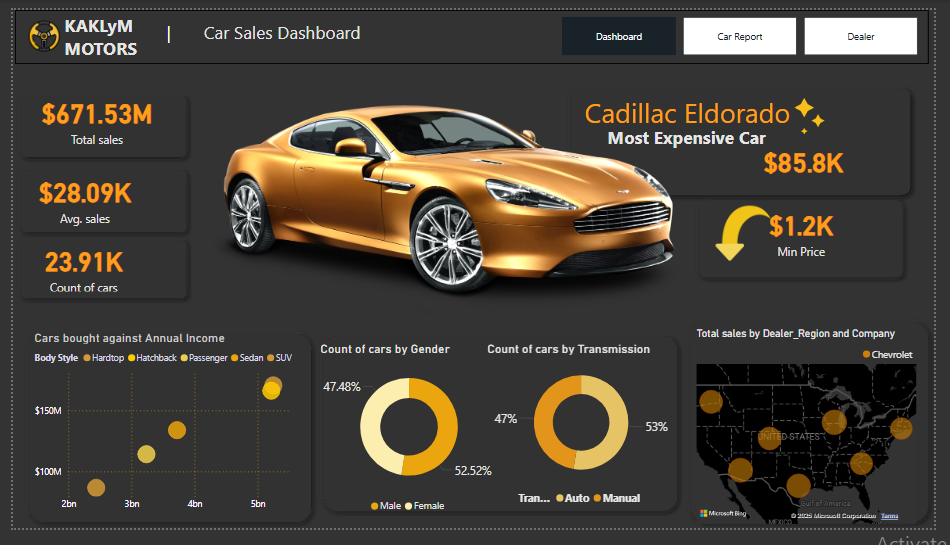 KAKLyM
MOTORS
|
Car Sales Dashboard
Dashboard
Car Report
Dealer
$671.53M
Total sales
$28.09K
Avg. sales
23.91K
Count of cars
Cadillac Eldorado
Most Expensive Car
$85.8K
$1.2K
Min Price
Cars bought against Annual Income
Body Style Hardtop Hatchback Passenger Sedan SUV
$150M
$100M
2bn 3bn 4bn 5bn
Count of cars by Gender
47.48%
52.52%
Male Female
Count of cars by Transmission
47%
53%
Tran... Auto Manual
Total sales by Dealer_Region and Company
Chevrolet
UNITED STATES
Gulf of America
MEXICO
Microsoft Bing
© 2025 Microsoft Corporation Terms
Activate